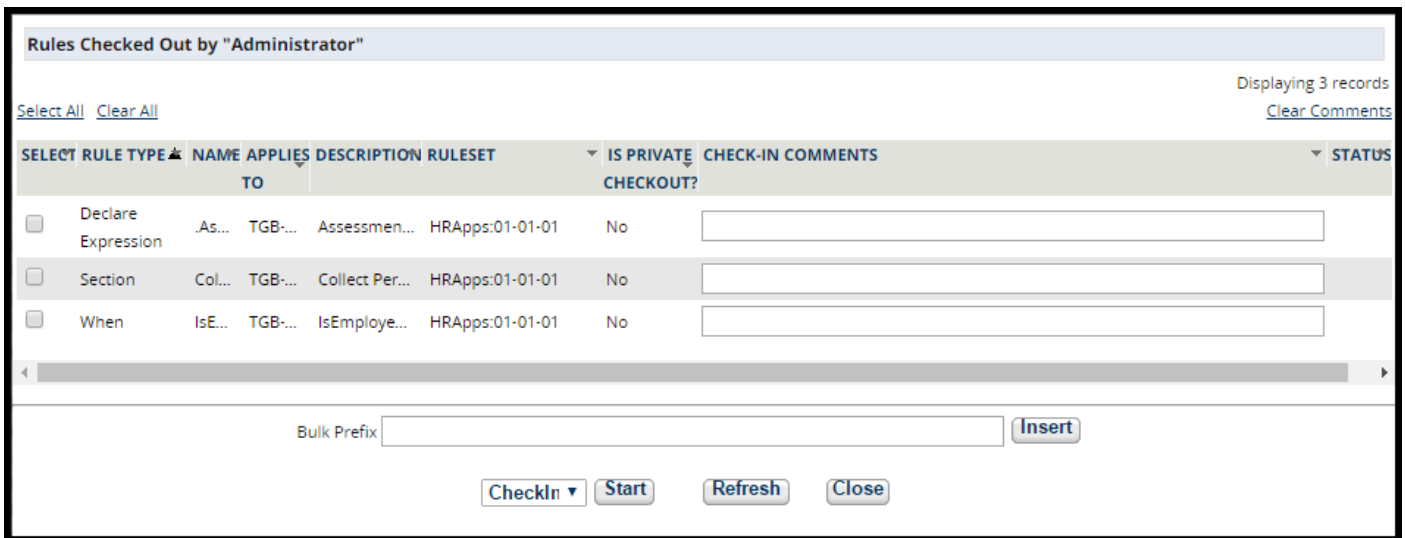 Rules Checked Out by "Administrator"
Displaying 3 records
Select All Clear All Clear Comments
SELECT RULE TYPE NAME APPLIES DESCRIPTION RULESET IS PRIVATE CHECK-IN COMMENTS STATUS
TO CHECKOUT?
Declare
Expression .As... TGB-... Assessmen... HRApps:01-01-01 No
Section Col... TGB-... Collect Per... HRApps:01-01-01 No
When IsE... TGB-... IsEmploye... HRApps:01-01-01 No
Bulk Prefix Insert
CheckIn Start Refresh Close